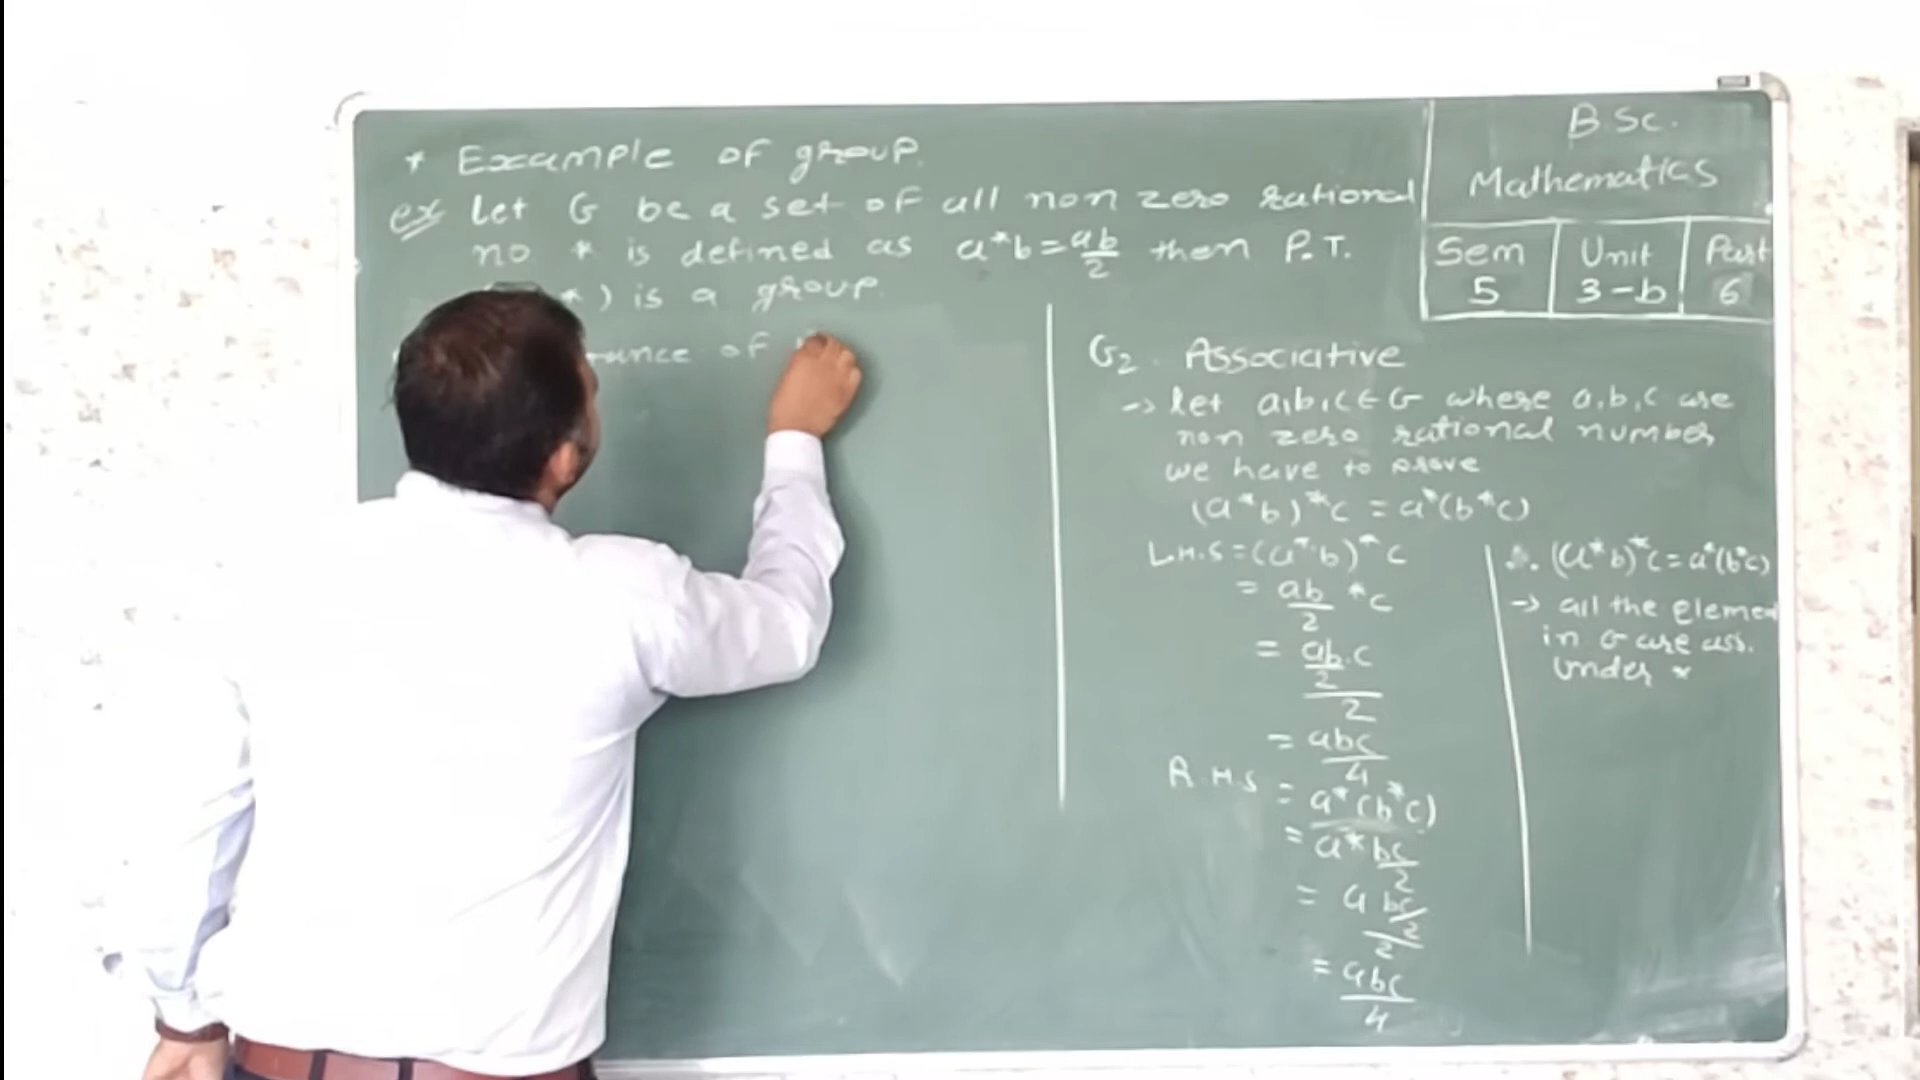 * Example of group.
ex Let G be a set of all non zero rational
no * is defined as a*b = ab/2 then P.T.
*) is a group.
of
B.Sc.
Mathematics
Sem 5
Unit 3-b
Part 6
G2. Associative
-> let a,b,c ∈ G where a,b,c are
non zero rational number
we have to prove
(a*b)*c = a*(b*c)
L.H.S = (a*b)*c
= ab/2 *c
= ab/2 .c / 2
= abc/4
R.H.S = a*(b*c)
= a* bc/2
= a bc/2 / 2
= abc/4
∴ (a*b)*c = a*(b*c)
-> all the elemen
in G are ass.
under *